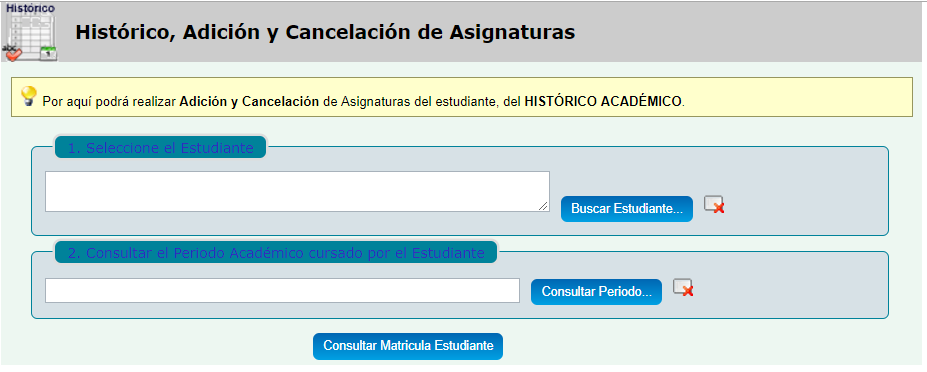 Histórico
Histórico, Adición y Cancelación de Asignaturas
Por aquí podrá realizar Adición y Cancelación de Asignaturas del estudiante, del HISTÓRICO ACADÉMICO.
1. Seleccione el Estudiante
Buscar Estudiante...
2. Consultar el Periodo Académico cursado por el Estudiante
Consultar Periodo...
Consultar Matricula Estudiante